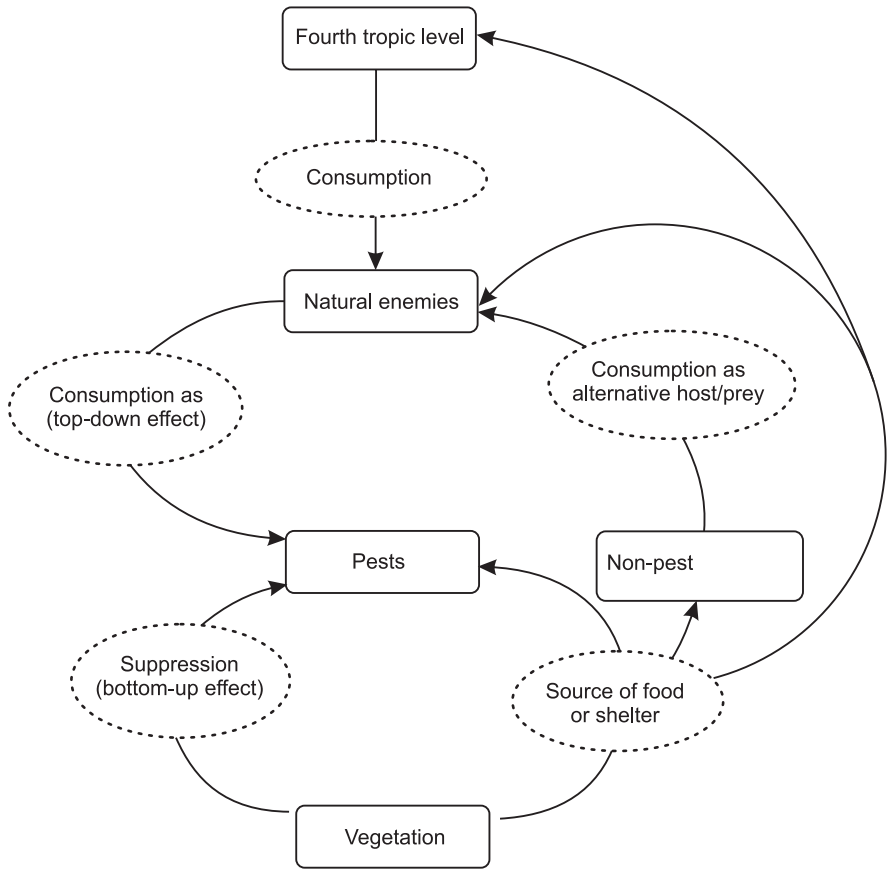 Fourth tropic level
Consumption
Natural enemies
Consumption as
(top-down effect)
Consumption as
alternative host/prey
Pests
Non-pest
Suppression
(bottom-up effect)
Source of food
or shelter
Vegetation